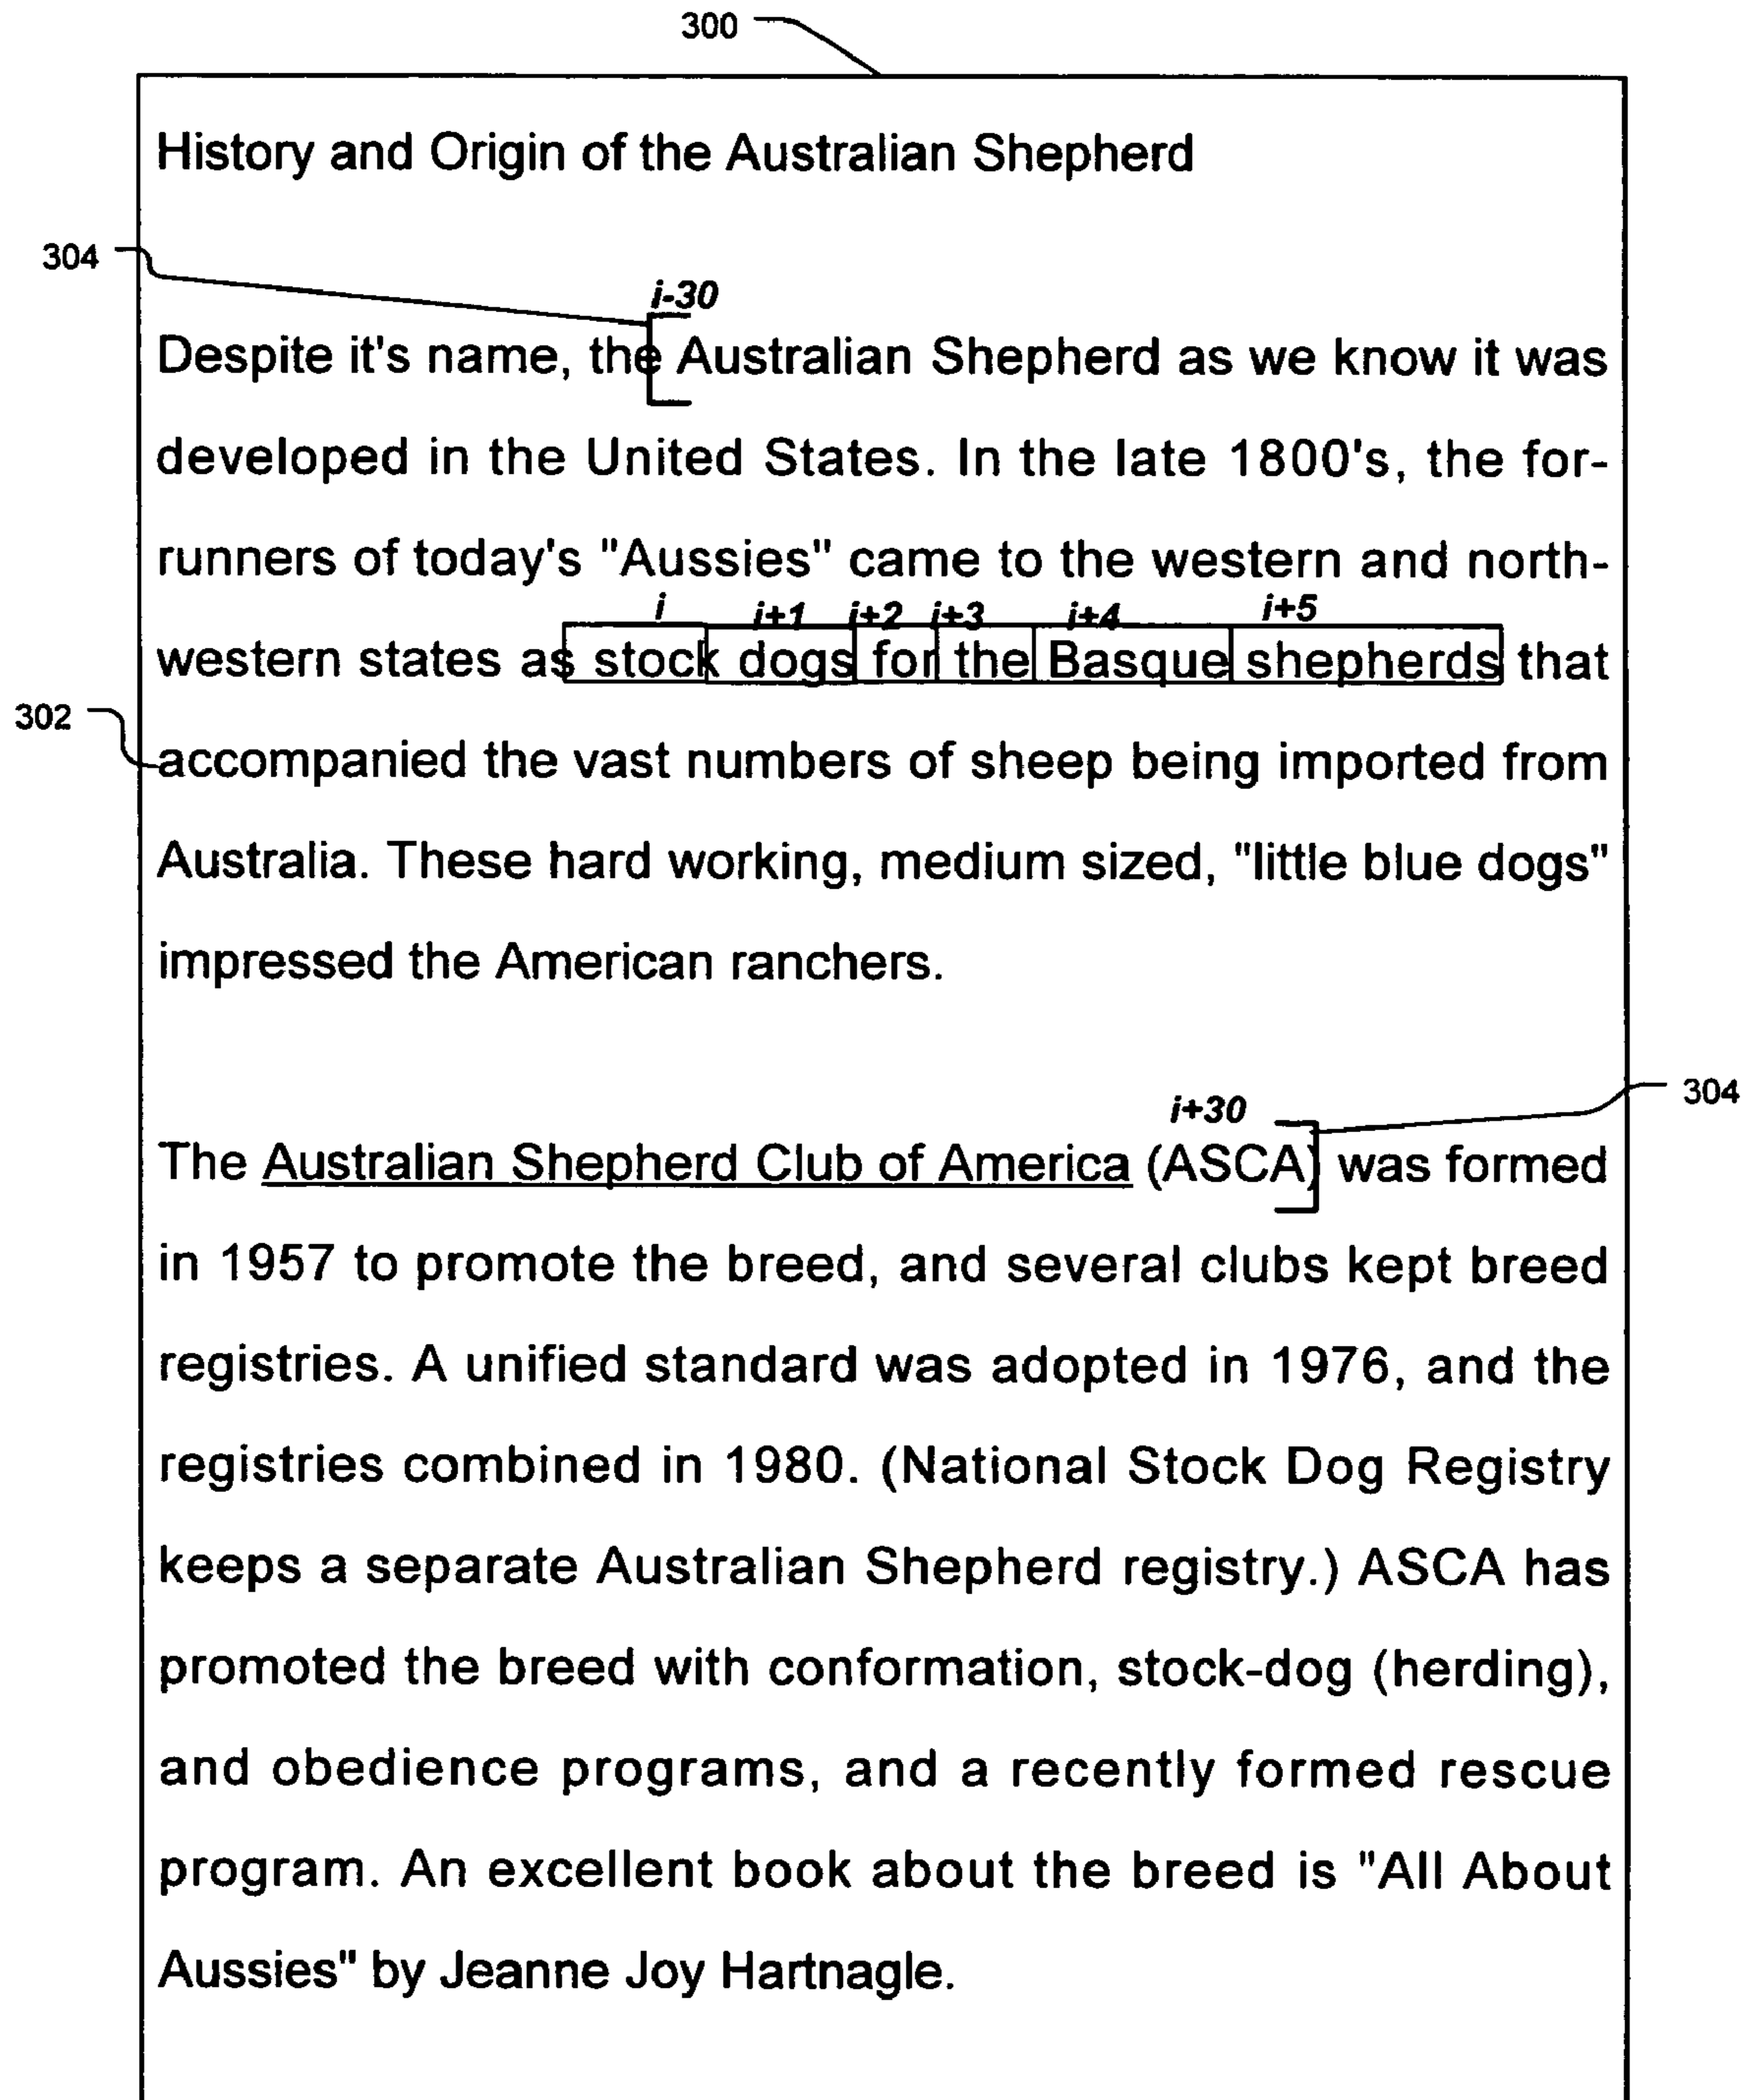 300
History and Origin of the Australian Shepherd
304
i-30
Despite it's name, the Australian Shepherd as we know it was
developed in the United States. In the late 1800's, the for-
runners of today's "Aussies" came to the western and north-
i i+1 i+2 i+3 i+4 i+5
western states as stock dogs for the Basque shepherds that
302
accompanied the vast numbers of sheep being imported from
Australia. These hard working, medium sized, "little blue dogs"
impressed the American ranchers.
304
i+30
The Australian Shepherd Club of America (ASCA) was formed
in 1957 to promote the breed, and several clubs kept breed
registries. A unified standard was adopted in 1976, and the
registries combined in 1980. (National Stock Dog Registry
keeps a separate Australian Shepherd registry.) ASCA has
promoted the breed with conformation, stock-dog (herding),
and obedience programs, and a recently formed rescue
program. An excellent book about the breed is "All About
Aussies" by Jeanne Joy Hartnagle.